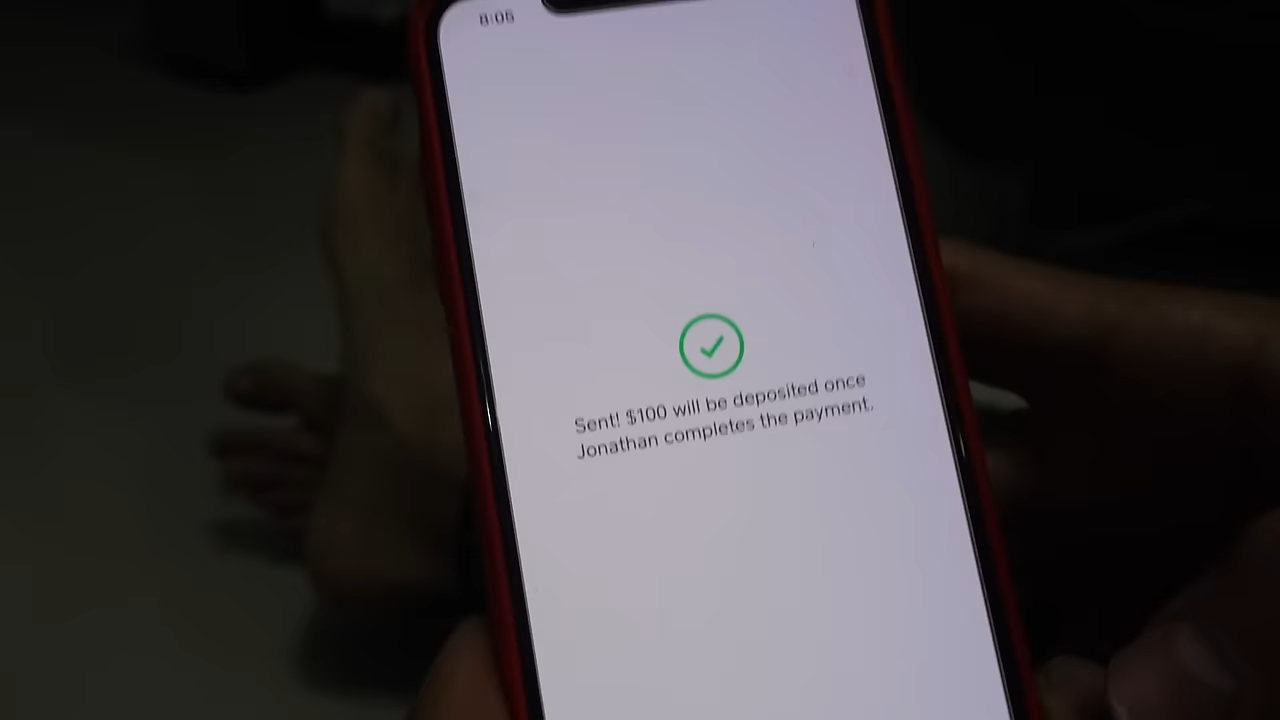 8:05
Sent! $100 will be deposited once
Jonathan completes the payment.